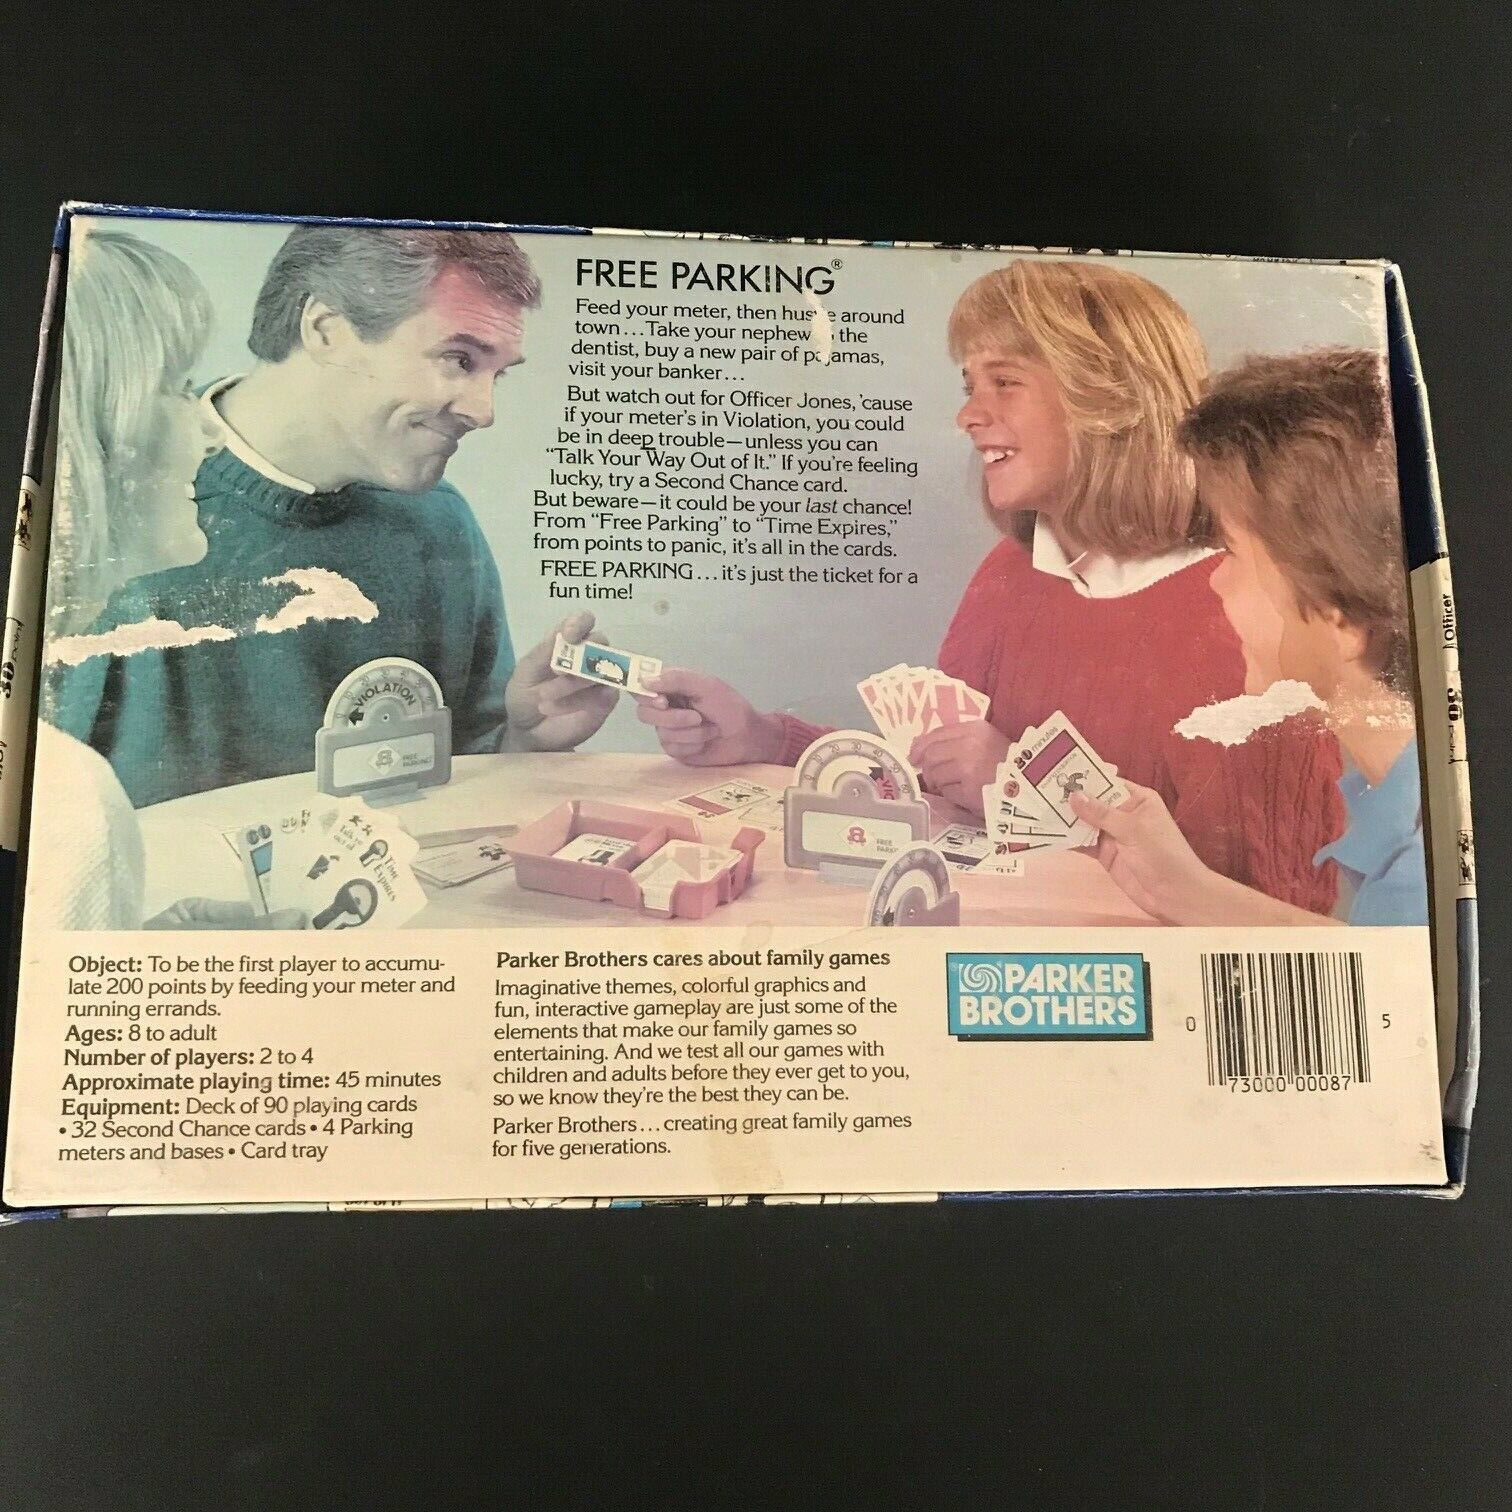 FREE PARKING®
Feed your meter, then around
town...Take your nephew the
dentist, buy a new pair of pajamas,
visit your banker...
But watch out for Officer Jones, 'cause
if your meter's in Violation, you could
be in deep trouble—unless you can
“Talk Your Way Out of It.” If you're feeling
lucky, try a Second Chance card.
But beware—it could be your last chance!
From “Free Parking” to “Time Expires,”
from points to panic, it's all in the cards.
FREE PARKING...it's just the ticket for a
fun time!
VIOLATION
FREE
PARKING
20 30 40
FREE
60
Time
Expires
30 minutes
Object: To be the first player to accumu-
late 200 points by feeding your meter and
running errands.
Ages: 8 to adult
Number of players: 2 to 4
Approximate playing time: 45 minutes
Equipment: Deck of 90 playing cards
• 32 Second Chance cards • 4 Parking
meters and bases • Card tray
Parker Brothers cares about family games
Imaginative themes, colorful graphics and
fun, interactive gameplay are just some of the
elements that make our family games so
entertaining. And we test all our games with
children and adults before they ever get to you,
so we know they're the best they can be.
Parker Brothers...creating great family games
for five generations.
PARKER
BROTHERS
0 73000 00087 5
Officer
30